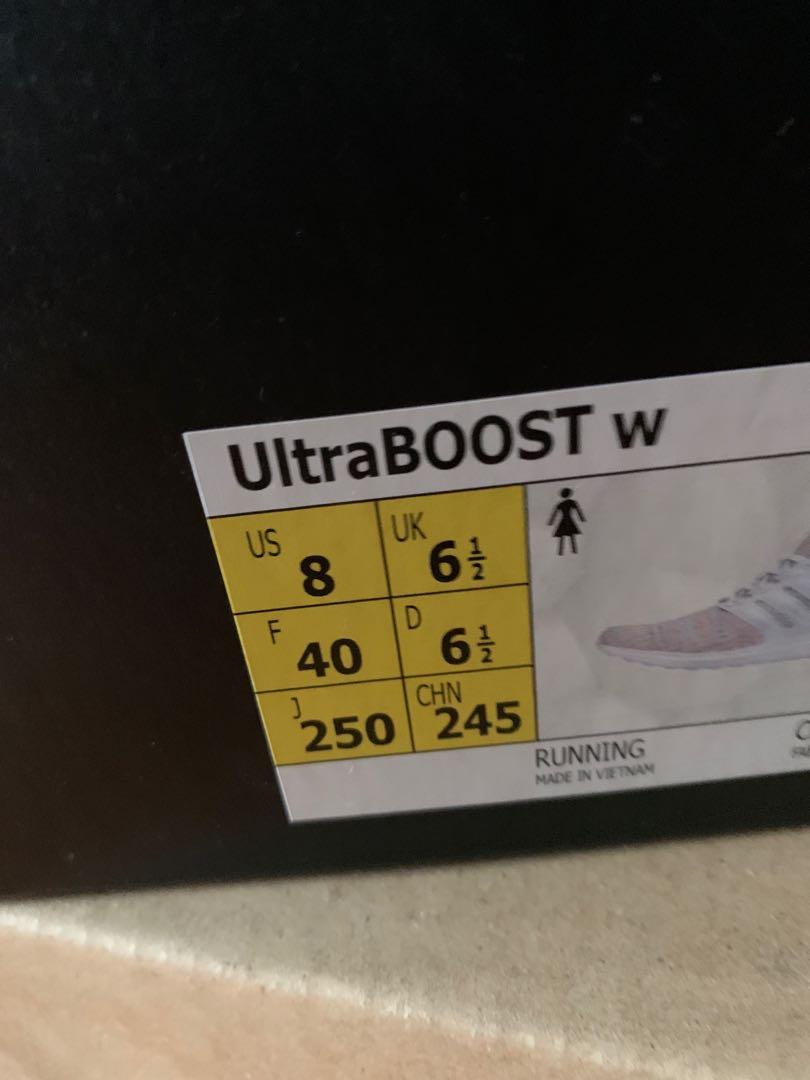 UltraBOOST W
US 8 UK 6½
F 40 D 6½
J 250 CHN 245
RUNNING
MADE IN VIETNAM